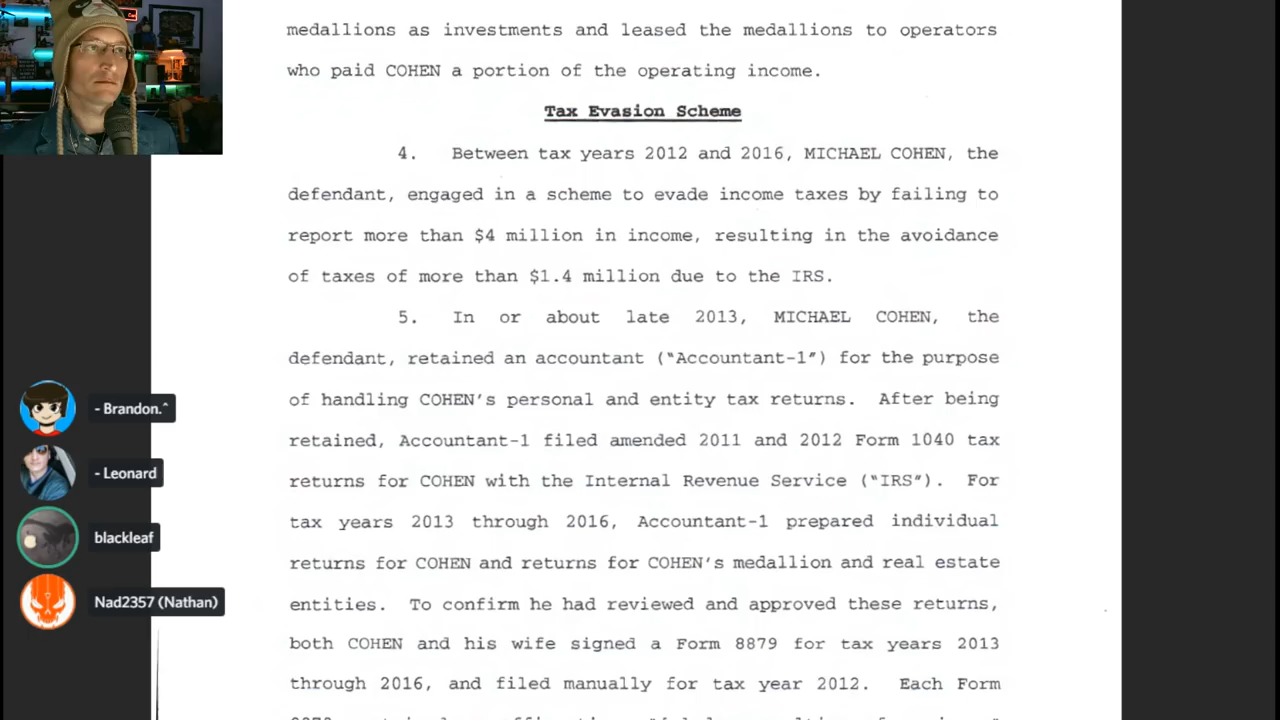 medallions as investments and leased the medallions to operators
who paid COHEN a portion of the operating income.
Tax Evasion Scheme
4. Between tax years 2012 and 2016, MICHAEL COHEN, the
defendant, engaged in a scheme to evade income taxes by failing to
report more than $4 million in income, resulting in the avoidance
of taxes of more than $1.4 million due to the IRS.
5. In or about late 2013, MICHAEL COHEN, the
defendant, retained an accountant ("Accountant-1") for the purpose
of handling COHEN's personal and entity tax returns. After being
retained, Accountant-1 filed amended 2011 and 2012 Form 1040 tax
returns for COHEN with the Internal Revenue Service ("IRS"). For
tax years 2013 through 2016, Accountant-1 prepared individual
returns for COHEN and returns for COHEN's medallion and real estate
entities. To confirm he had reviewed and approved these returns,
both COHEN and his wife signed a Form 8879 for tax years 2013
through 2016, and filed manually for tax year 2012. Each Form
- Brandon.^
- Leonard
blackleaf
Nad2357 (Nathan)